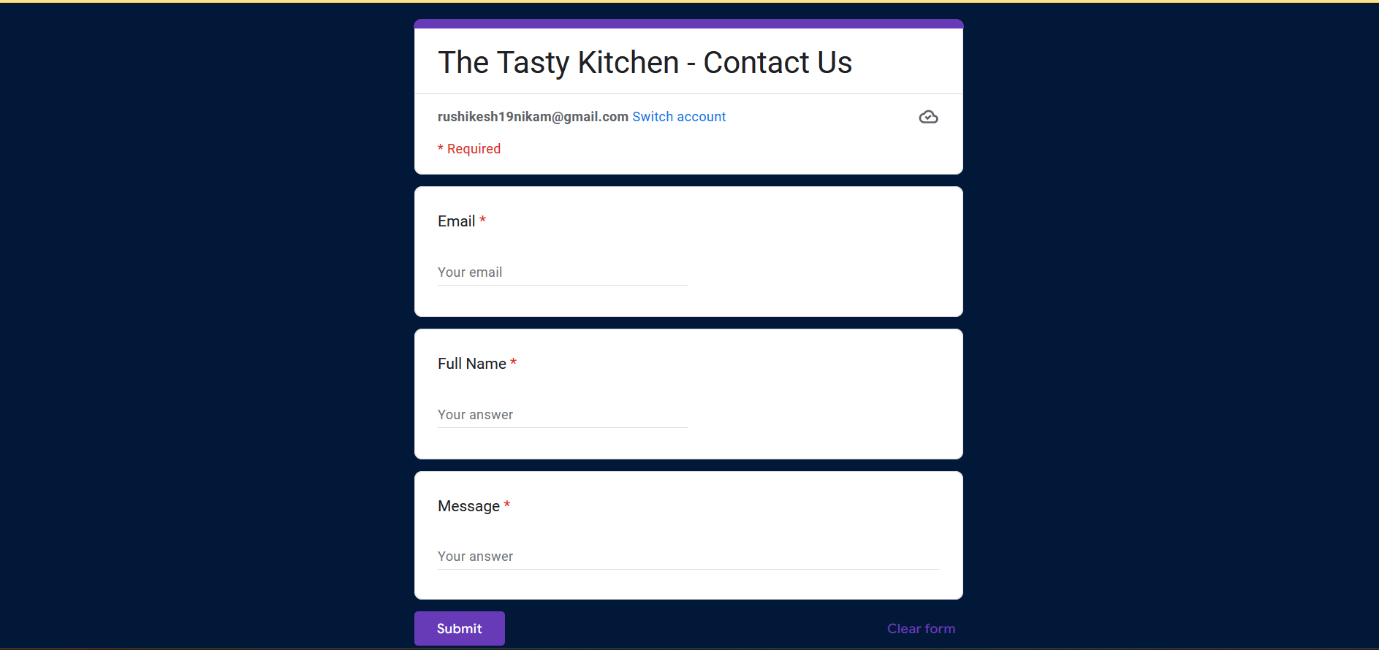 The Tasty Kitchen - Contact Us
rushikesh19nikam@gmail.com Switch account
* Required
Email *
Your email
Full Name *
Your answer
Message *
Your answer
Submit Clear form